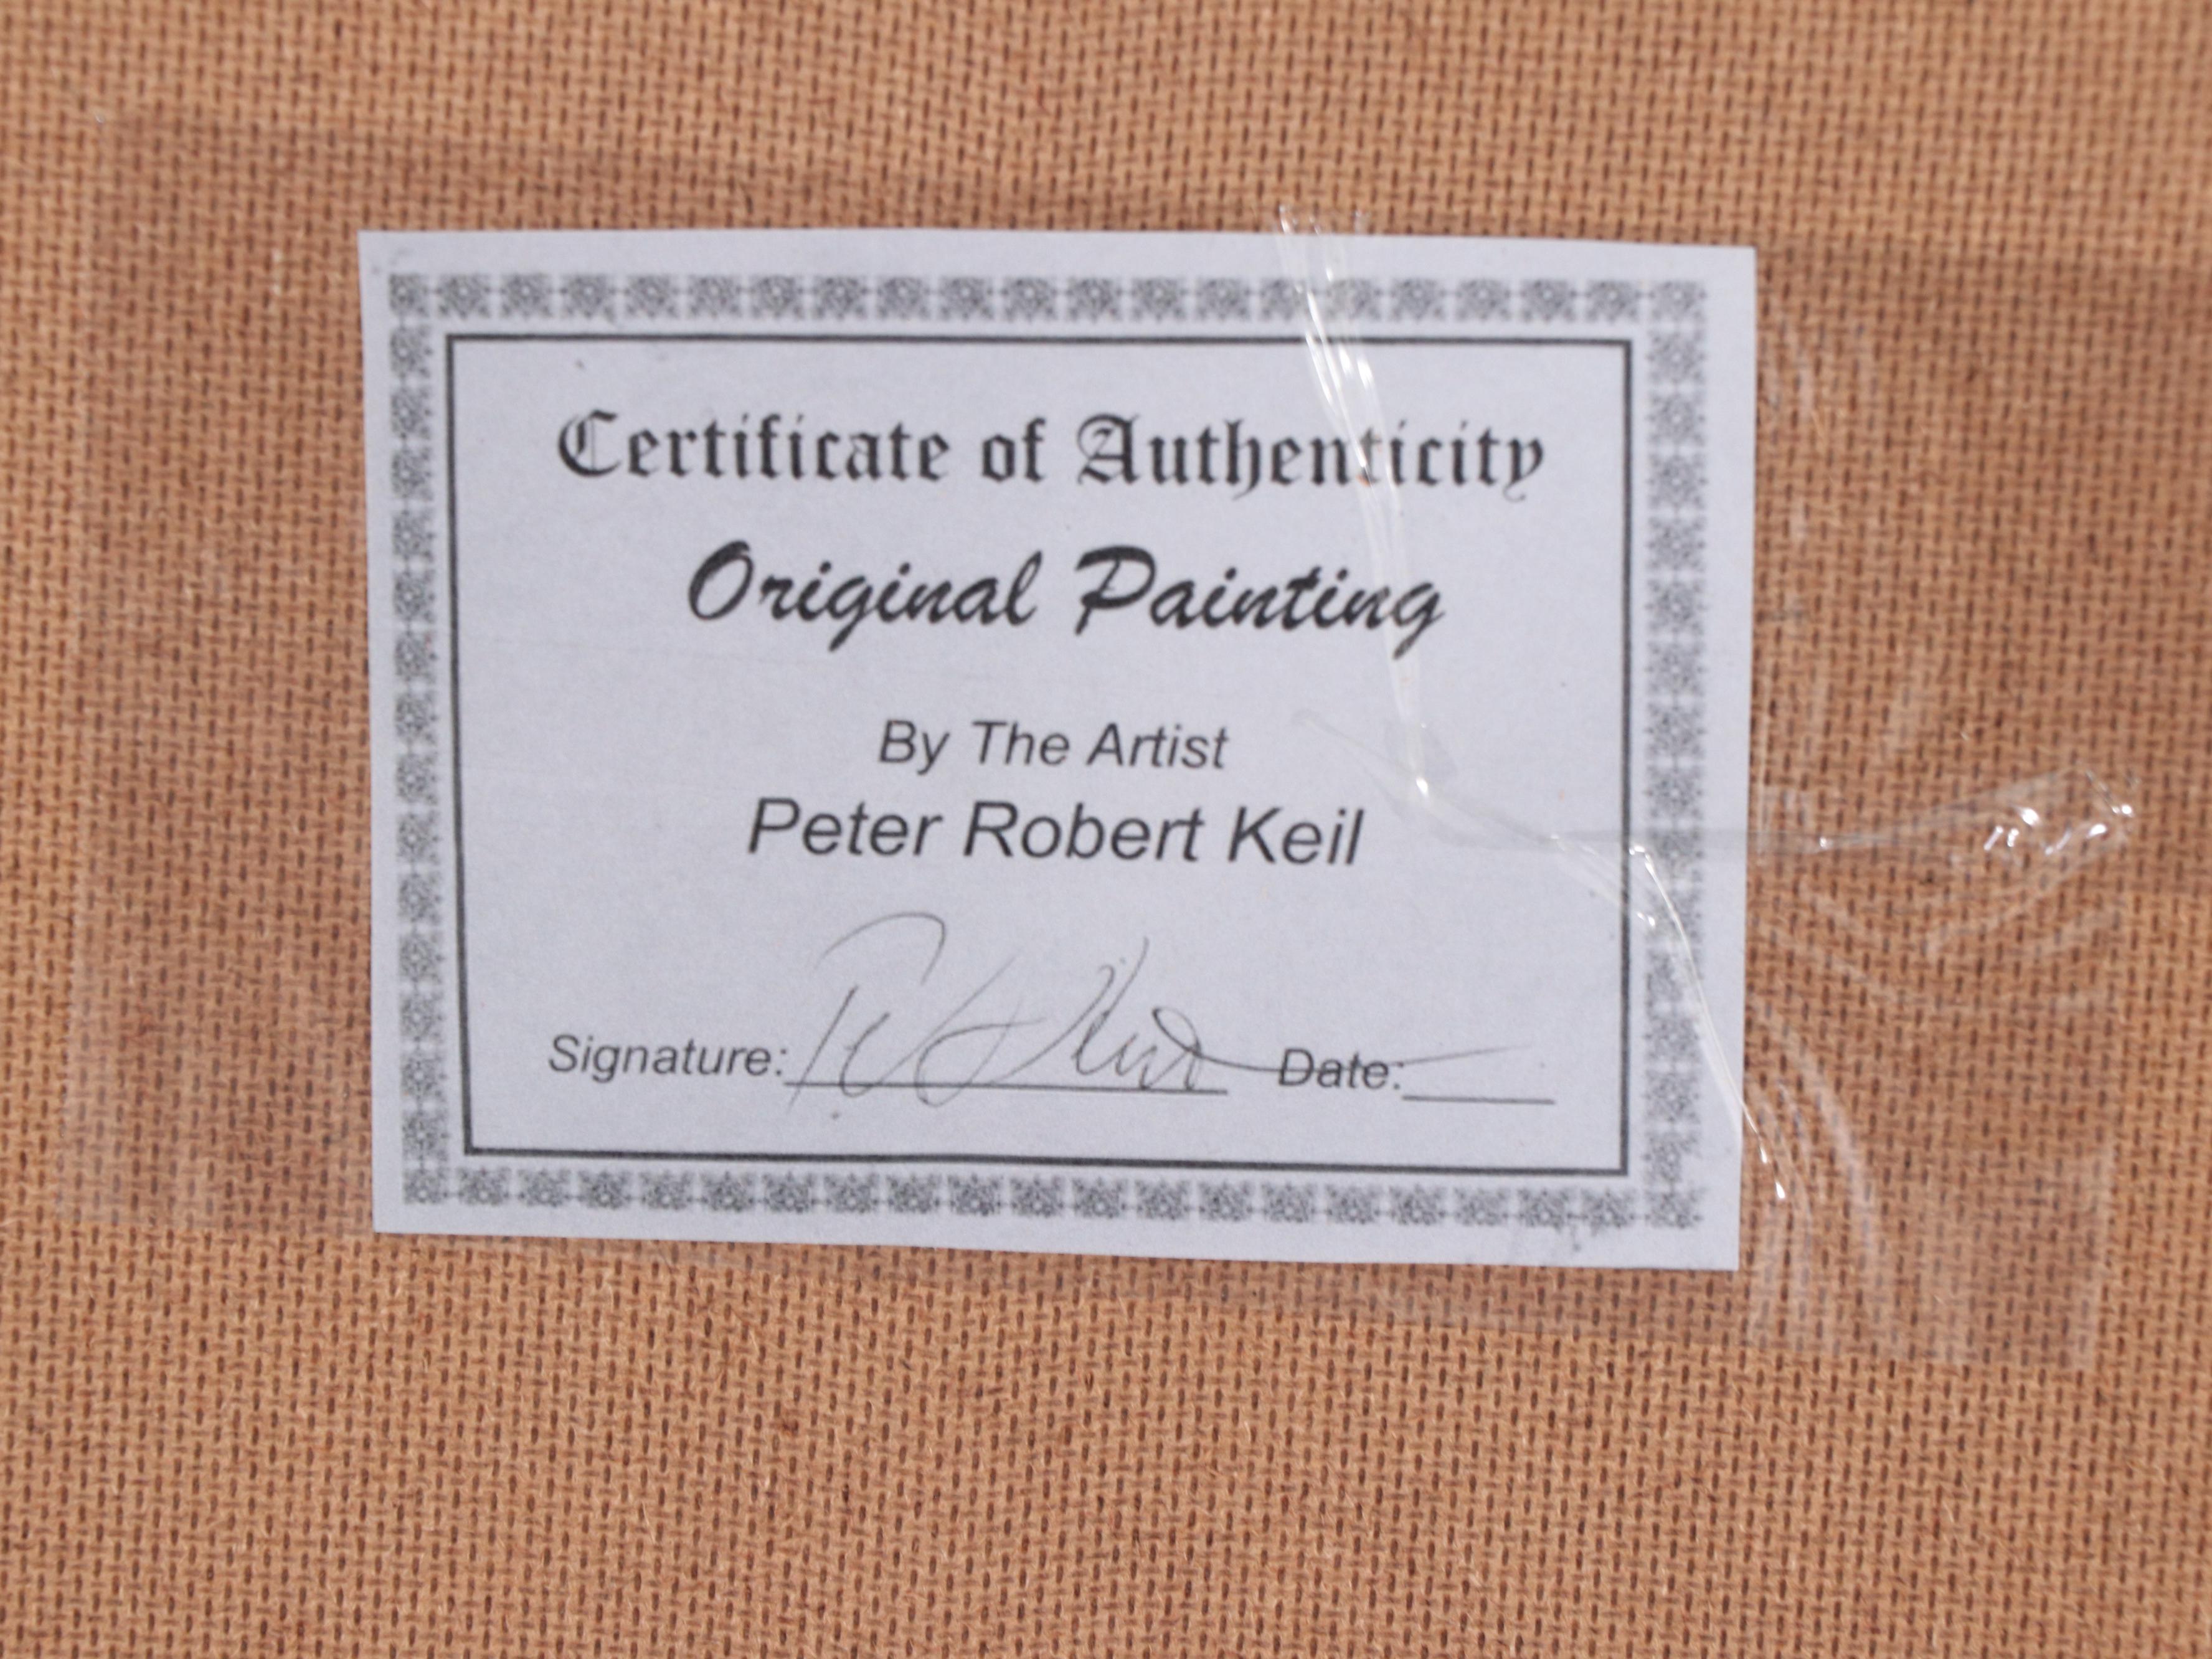 Certificate of Authenticity
Original Painting
By The Artist
Peter Robert Keil
Signature: Date: